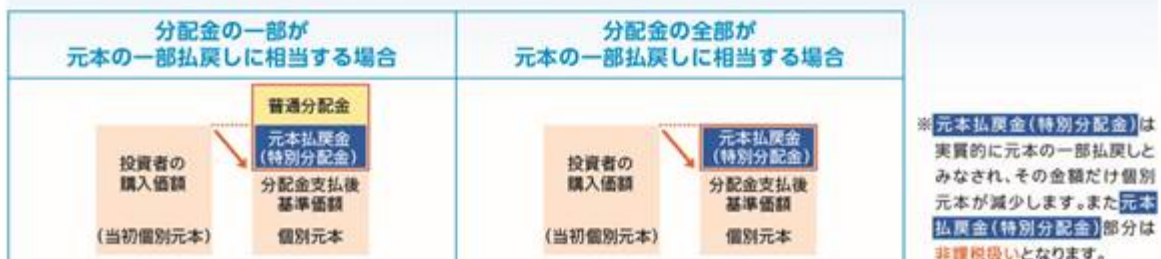 分配金の一部が
元本の一部払戻しに相当する場合
分配金の全部が
元本の一部払戻しに相当する場合
普通分配金
元本払戻金
(特別分配金)
投資者の
購入価額
分配金支払後
基準価額
(当初個別元本)
個別元本
元本払戻金
(特別分配金)
投資者の
購入価額
分配金支払後
基準価額
(当初個別元本)
個別元本
※元本払戻金(特別分配金)は
実質的に元本の一部払戻しと
みなされ、その金額だけ個別
元本が減少します。また元本
払戻金(特別分配金)部分は
非課税扱いとなります。